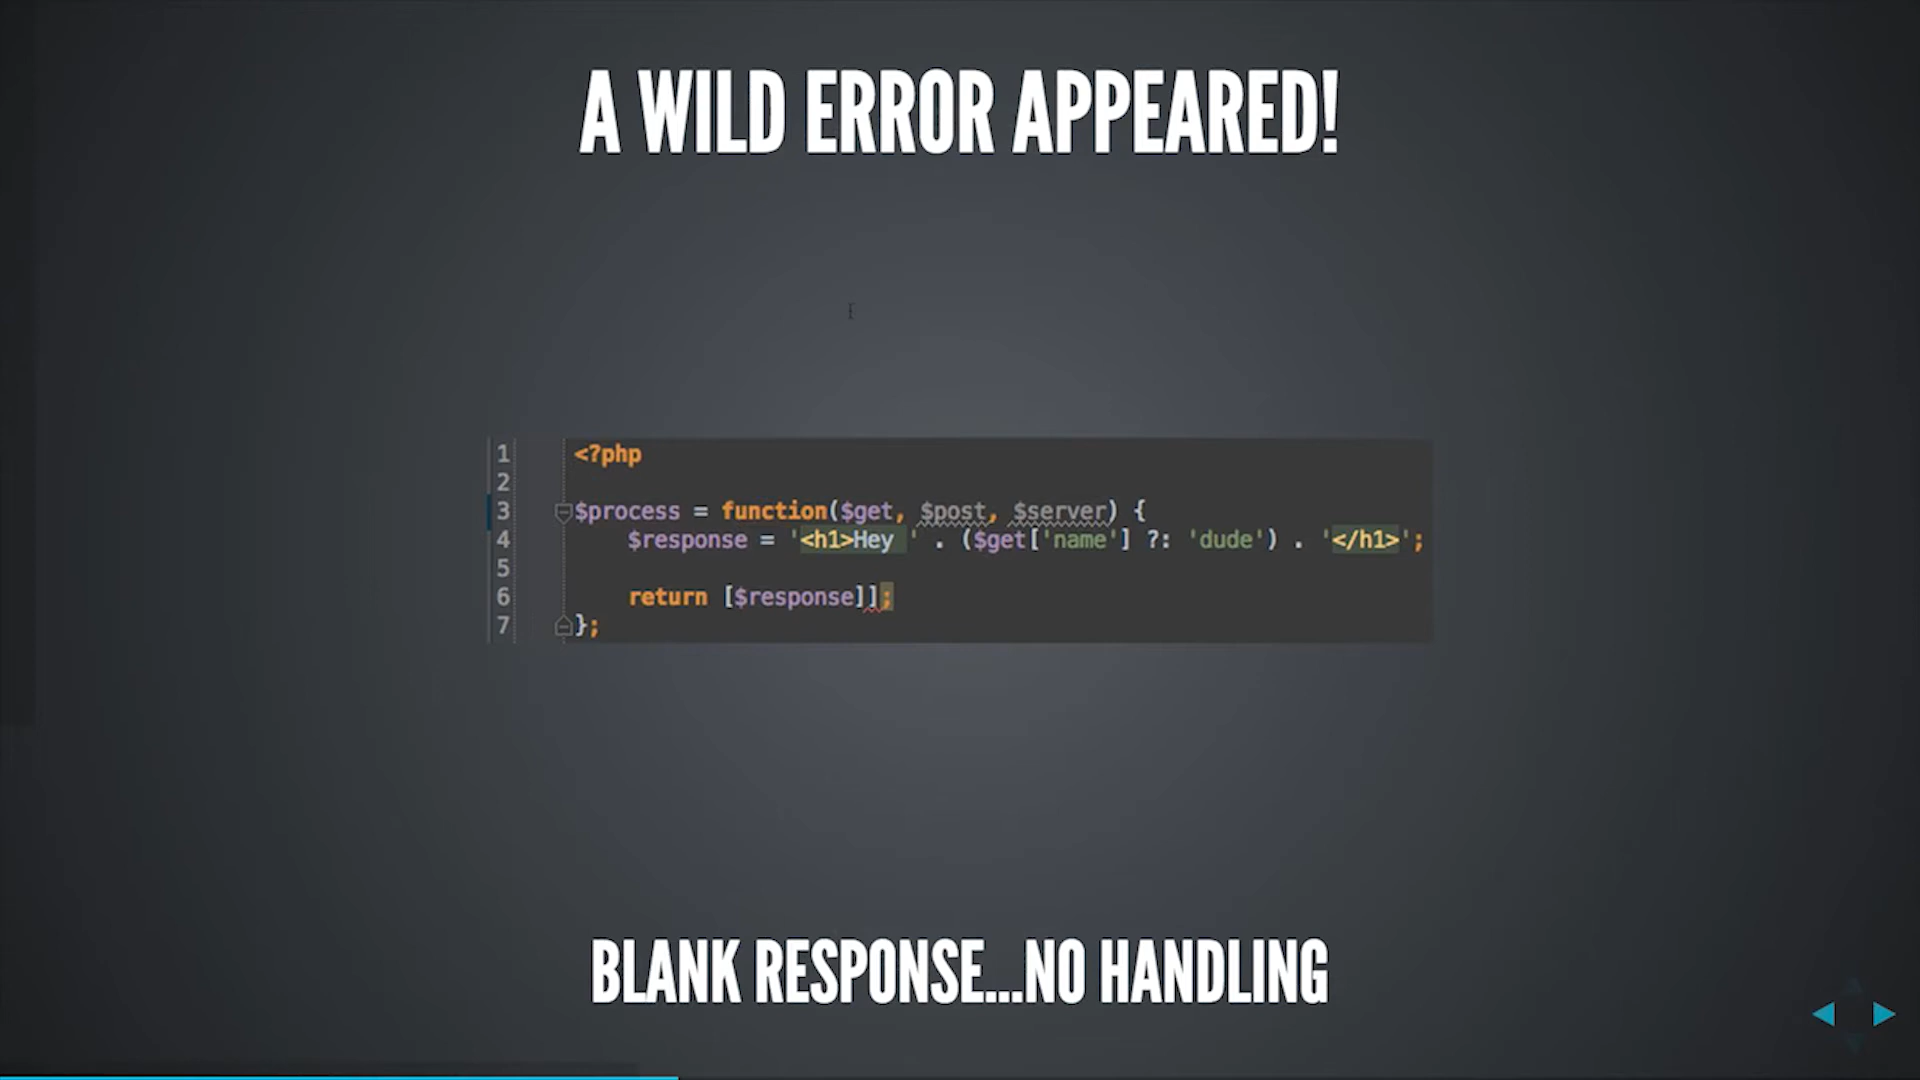 A WILD ERROR APPEARED!
1 <?php
2
3 $process = function($get, $post, $server) {
4 $response = '<h1>Hey ' . ($get['name'] ?: 'dude') . '</h1>';
5
6 return [$response]];
7 };
BLANK RESPONSE...NO HANDLING